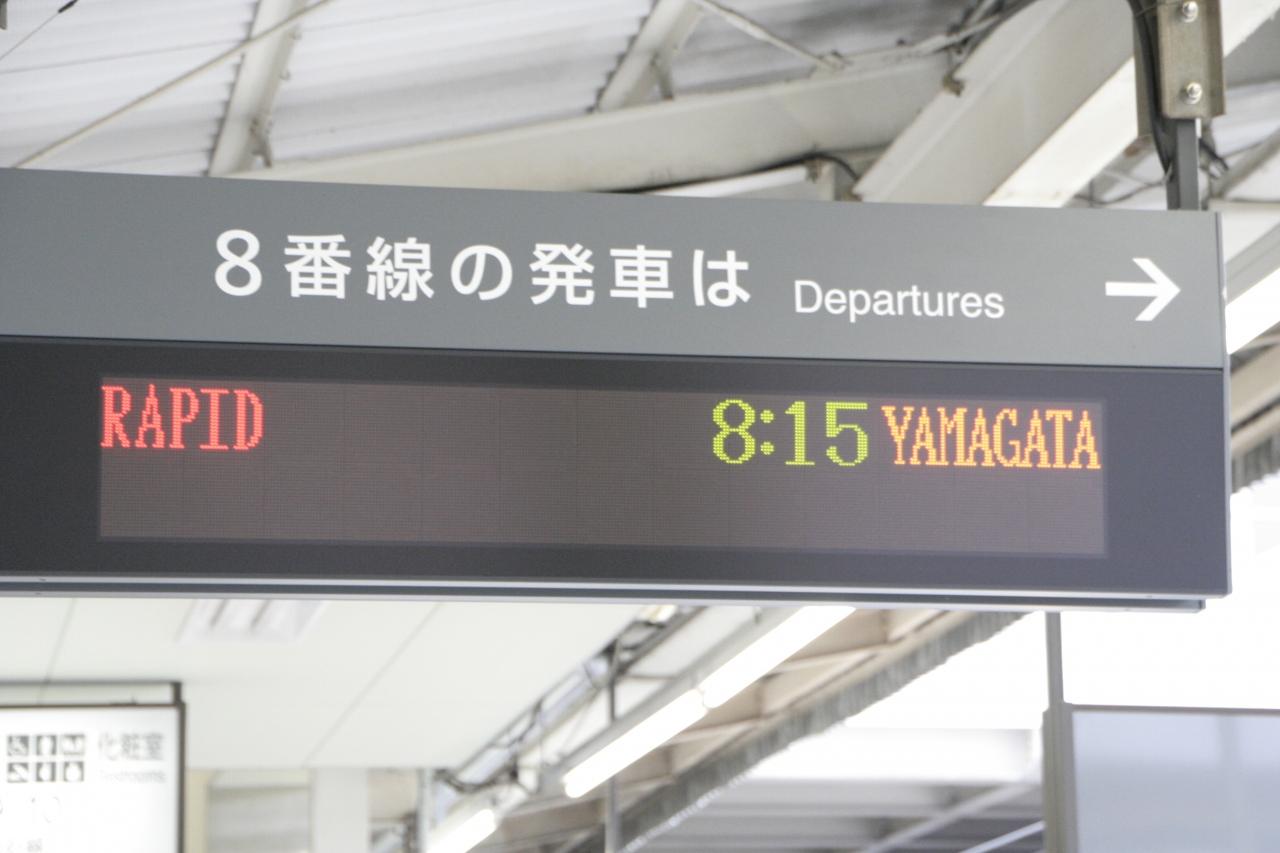 8番線の発車は Departures →
RAPID 8:15 YAMAGATA
化粧室
Restrooms